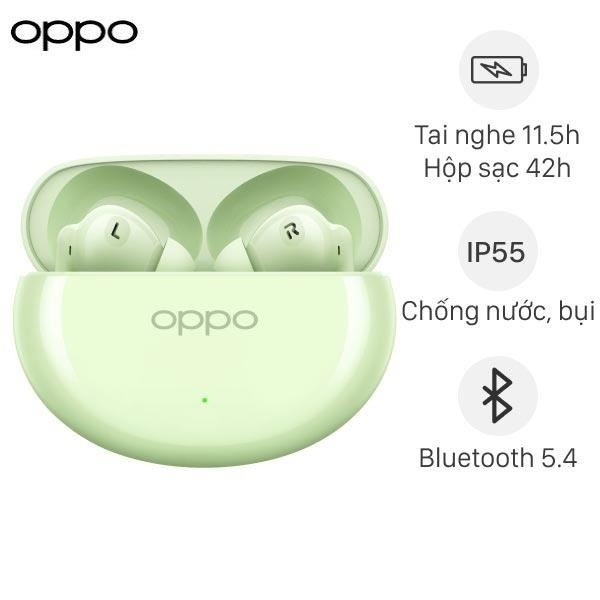 oppo
Tai nghe 11.5h
Hộp sạc 42h
L
R
IP55
Chống nước, bụi
oppo
Bluetooth 5.4